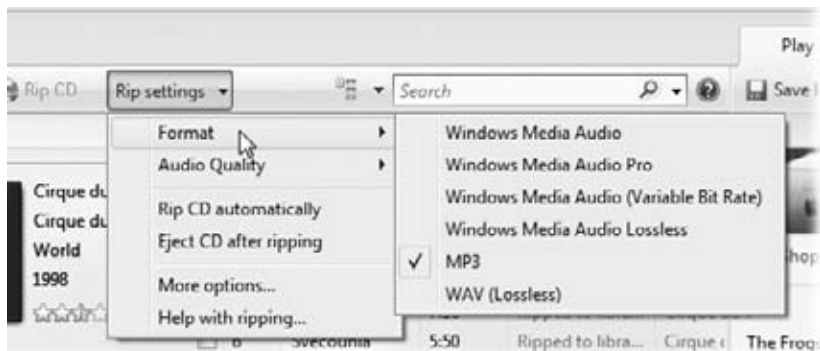 Play
Rip CD Rip settings Search Save
Format
Audio Quality
Rip CD automatically
Eject CD after ripping
More options...
Help with ripping...
Windows Media Audio
Windows Media Audio Pro
Windows Media Audio (Variable Bit Rate)
Windows Media Audio Lossless
MP3
WAV (Lossless)
Cirque du
Cirque du
World
1998
6 Svecounia 5:50 Ripped to libra... Cirque The Frog